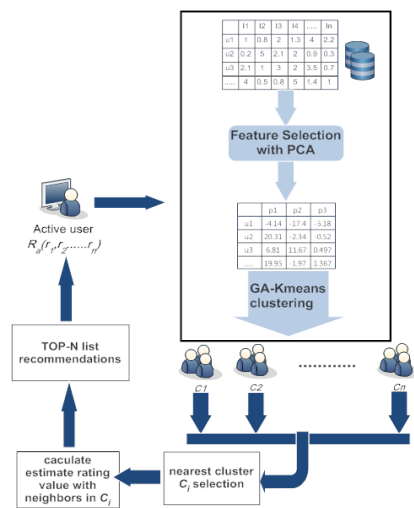 I1 I2 I3 I4 ..... In
u1 1 0.8 2 1.3 4 2.2
u2 0.2 5 2.1 2 0.9 0.3
u3 2.1 1 3 2 3.5 0.7
..... 4 0.5 0.8 5 1.4 1
Feature Selection
with PCA
p1 p2 p3
u1 -4.14 -17.4 -5.18
u2 20.31 -2.34 -0.52
u3 6.81 11.67 0.497
..... 19.95 -1.97 1.367
GA-Kmeans
clustering
Active user
Ra(r1,r2,.....rn)
C1 C2 ............ Cn
TOP-N list
recommendations
caculate
estimate rating
value with
neighbors in Ci
nearest cluster
Ci selection